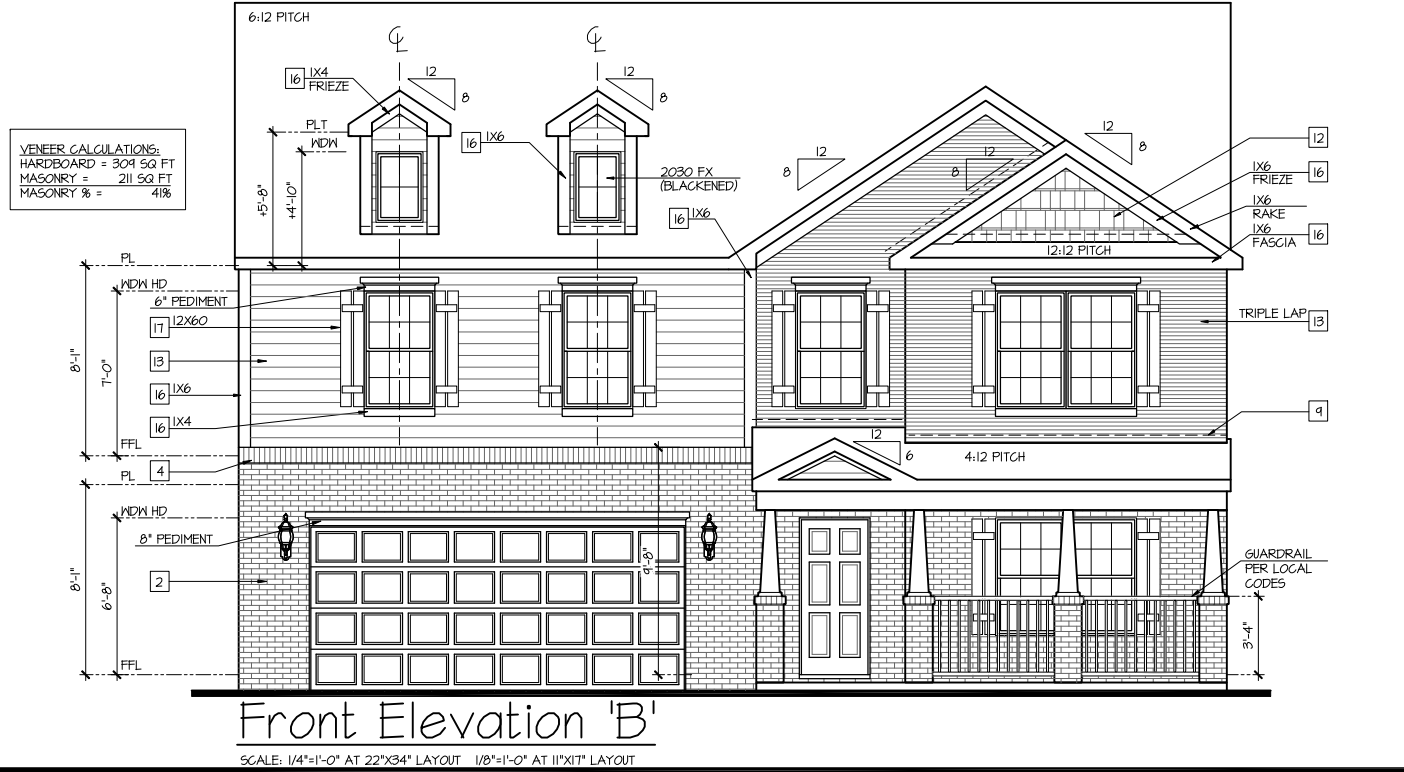 6:12 PITCH
CL
CL
16 1X4
FRIEZE
12
8
12
8
PLT
WDW
16 1X6
+5'-8"
+4'-10"
2030 FX
(BLACKENED)
VENEER CALCULATIONS:
HARDBOARD = 309 SQ FT
MASONRY = 211 SQ FT
MASONRY % = 41%
12
8
12
8
12
8
12
1X6
FRIEZE 16
1X6
RAKE
1X6
FASCIA 16
16 1X6
12:12 PITCH
PL
WDW HD
6" PEDIMENT
17 12X60
13
16 1X6
16 1X4
8'-1"
7'-0"
FFL
TRIPLE LAP 13
9
4
PL
WDW HD
8" PEDIMENT
2
8'-1"
6'-8"
FFL
12
6
4:12 PITCH
9'-8"
GUARDRAIL
PER LOCAL
CODES
3'-4"
Front Elevation 'B'
SCALE: 1/4"=1'-0" AT 22"X34" LAYOUT 1/8"=1'-0" AT 11"X17" LAYOUT